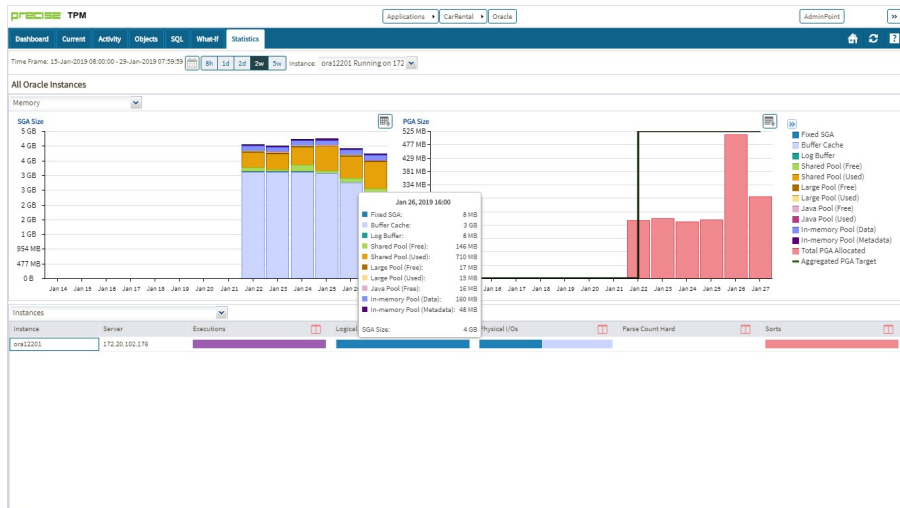 precise TPM
Applications ▸ CarRental ▸ Oracle
AdminPoint
»
Dashboard Current Activity Objects SQL What-If Statistics
?
Time Frame: 15-Jan-2019 08:00:00 - 29-Jan-2019 07:59:59 8h 1d 2d 2w 5w Instance: ora12201 Running on 172
All Oracle Instances
Memory
SGA Size
5 GB
4 GB
4 GB
3 GB
3 GB
2 GB
2 GB
1 GB
954 MB
477 MB
0 B
Jan 14 Jan 15 Jan 16 Jan 17 Jan 18 Jan 19 Jan 20 Jan 21 Jan 22 Jan 23 Jan 24 Jan 25
Jan 26, 2019 16:00
Fixed SGA: 8 MB
Buffer Cache: 3 GB
Log Buffer: 8 MB
Shared Pool (Free): 146 MB
Shared Pool (Used): 710 MB
Large Pool (Free): 17 MB
Large Pool (Used): 15 MB
Java Pool (Free): 16 MB
In-memory Pool (Data): 160 MB
In-memory Pool (Metadata): 48 MB
SGA Size: 4 GB
PGA Size
525 MB
477 MB
429 MB
381 MB
334 MB
Jan 16 Jan 17 Jan 18 Jan 19 Jan 20 Jan 21 Jan 22 Jan 23 Jan 24 Jan 25 Jan 26 Jan 27
»
Fixed SGA
Buffer Cache
Log Buffer
Shared Pool (Free)
Shared Pool (Used)
Large Pool (Free)
Large Pool (Used)
Java Pool (Free)
Java Pool (Used)
In-memory Pool (Data)
In-memory Pool (Metadata)
Total PGA Allocated
Aggregated PGA Target
Instances
Instance Server Executions Logical Physical I/Os Parse Count Hard Sorts
ora12201 172.20.102.176